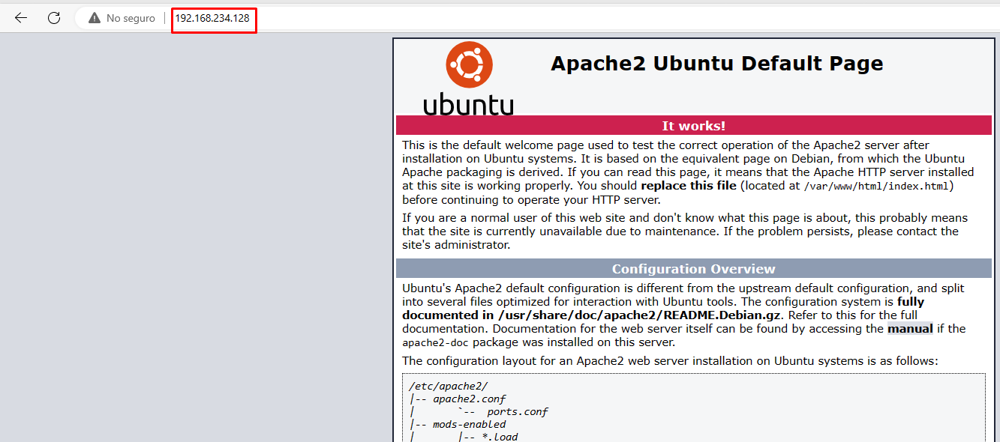 No seguro
192.168.234.128
ubuntu
Apache2 Ubuntu Default Page
It works!
This is the default welcome page used to test the correct operation of the Apache2 server after
installation on Ubuntu systems. It is based on the equivalent page on Debian, from which the Ubuntu
Apache packaging is derived. If you can read this page, it means that the Apache HTTP server installed
at this site is working properly. You should replace this file (located at /var/www/html/index.html)
before continuing to operate your HTTP server.
If you are a normal user of this web site and don't know what this page is about, this probably means
that the site is currently unavailable due to maintenance. If the problem persists, please contact the
site's administrator.
Configuration Overview
Ubuntu's Apache2 default configuration is different from the upstream default configuration, and split
into several files optimized for interaction with Ubuntu tools. The configuration system is fully
documented in /usr/share/doc/apache2/README.Debian.gz. Refer to this for the full
documentation. Documentation for the web server itself can be found by accessing the manual if the
apache2-doc package was installed on this server.
The configuration layout for an Apache2 web server installation on Ubuntu systems is as follows:
/etc/apache2/
|-- apache2.conf
|       `--  ports.conf
|-- mods-enabled
|       |-- *.load